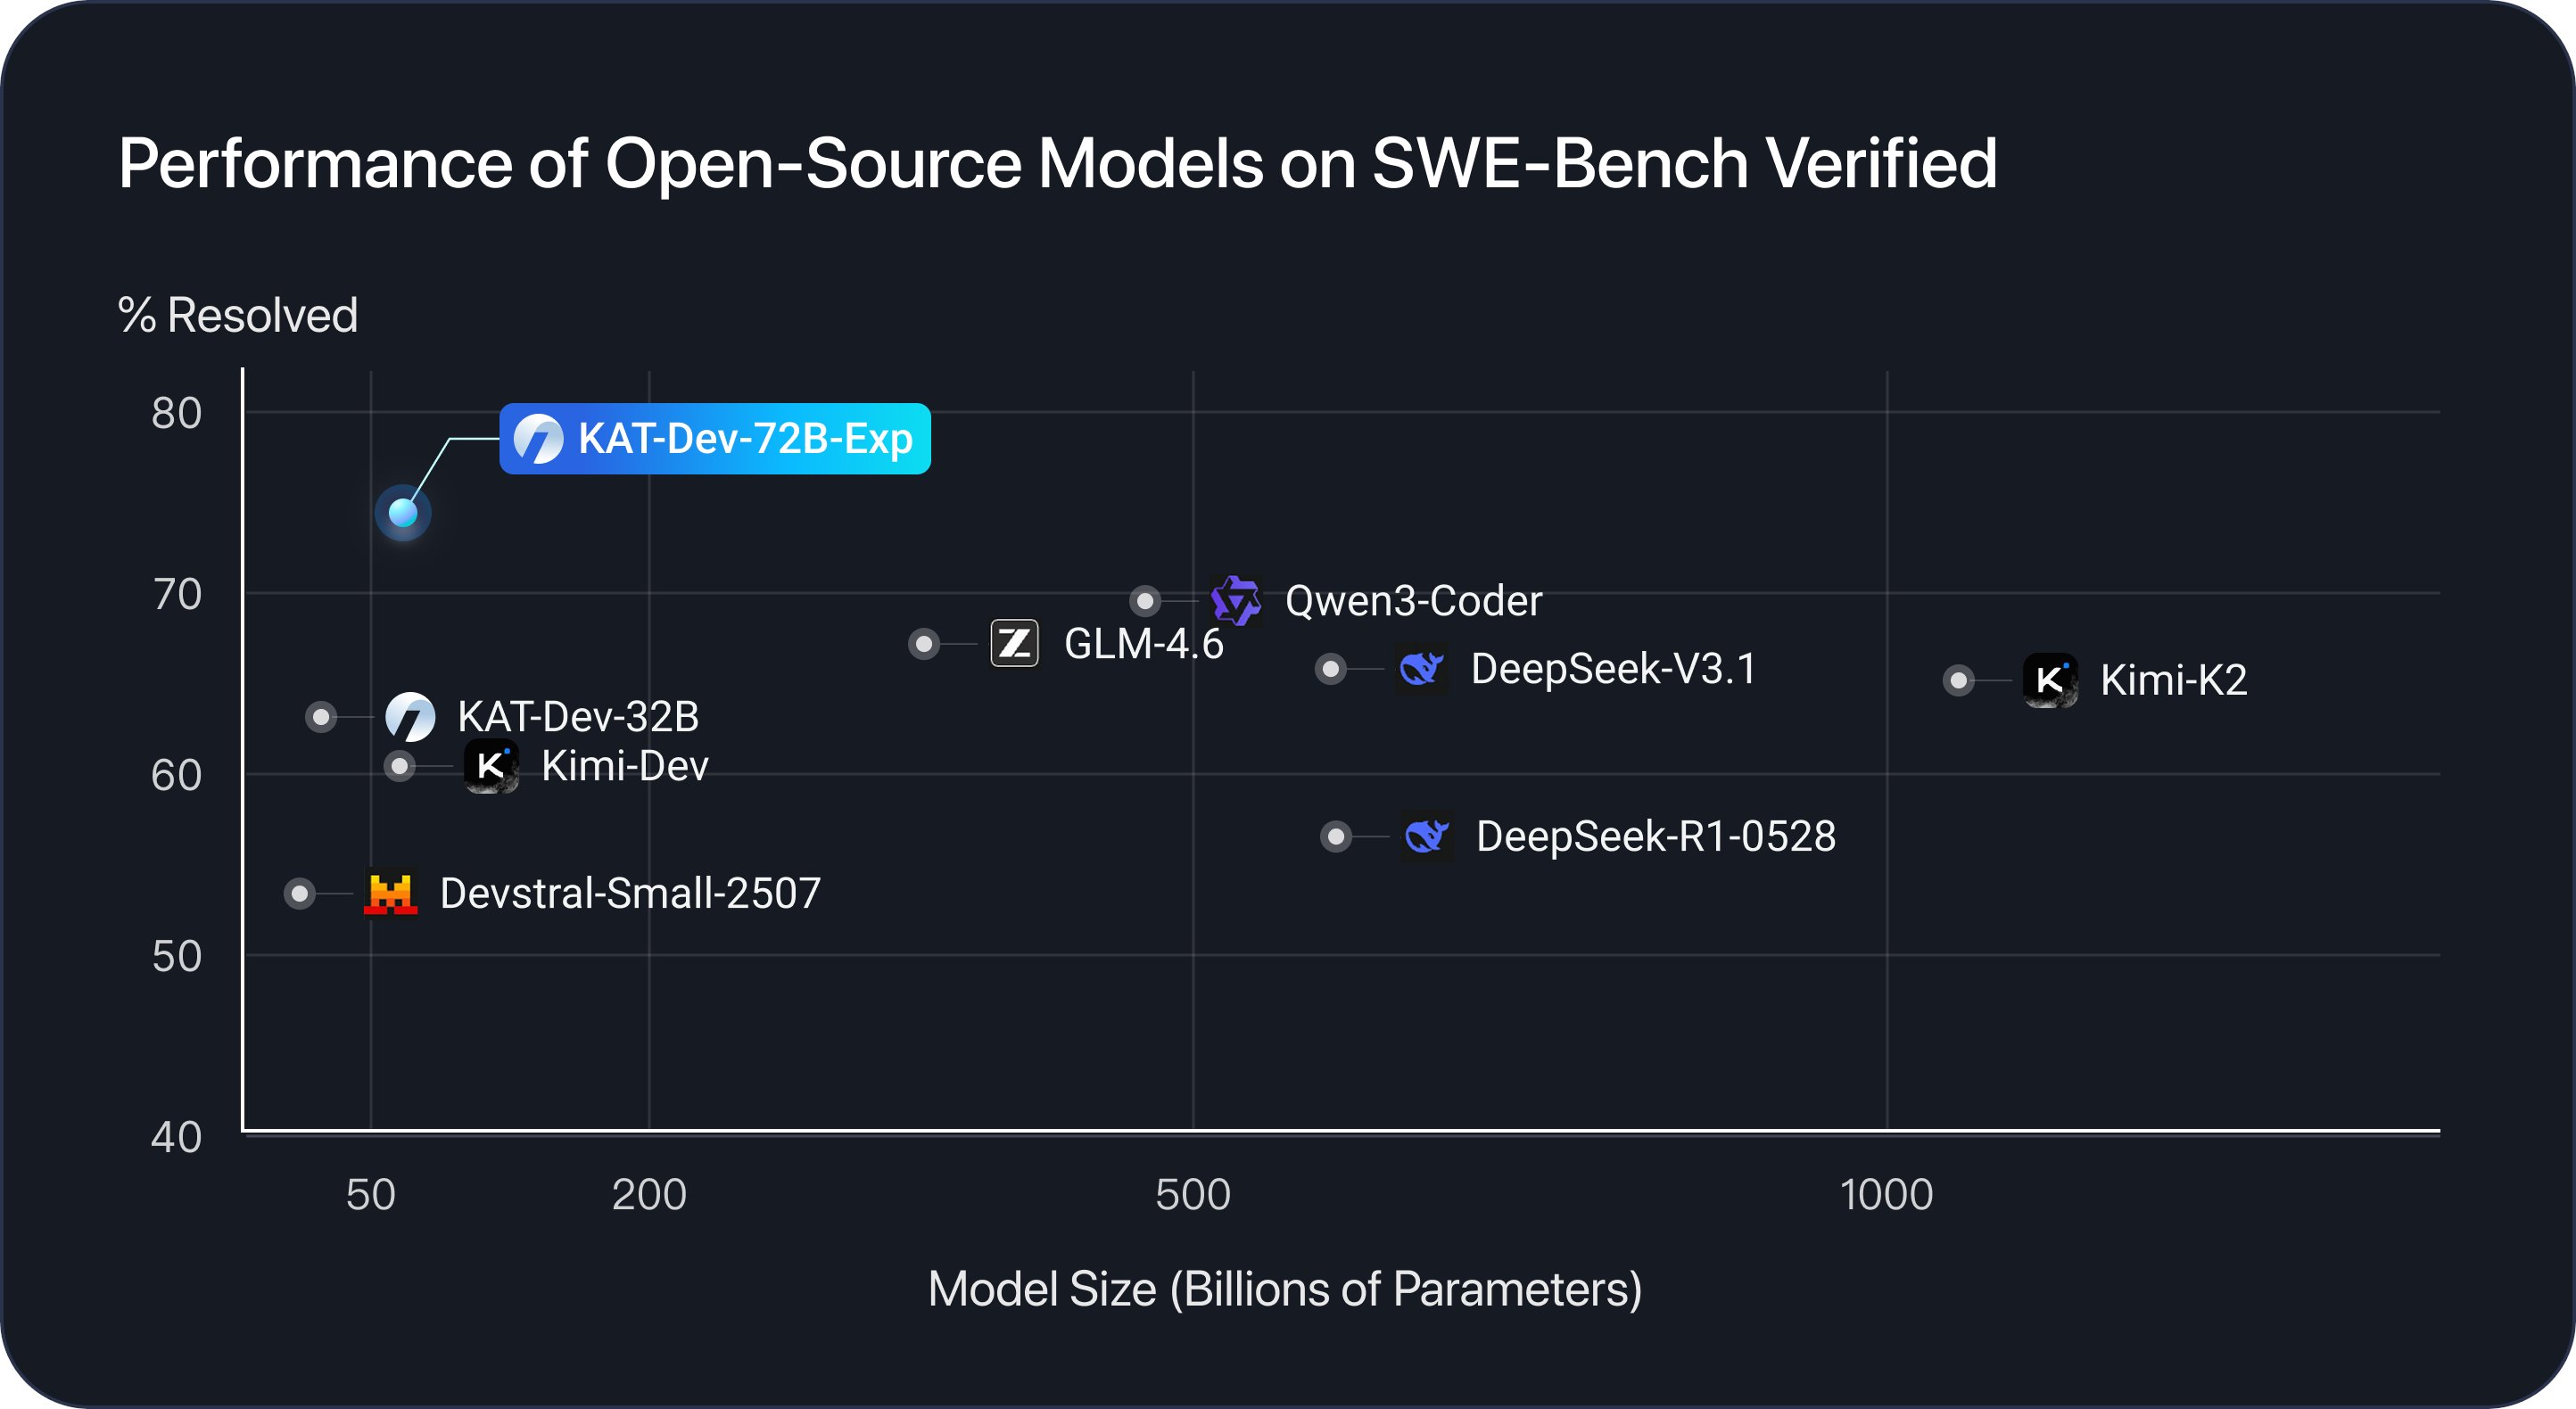 Performance of Open-Source Models on SWE-Bench Verified
% Resolved
80
KAT-Dev-72B-Exp
70
Qwen3-Coder
GLM-4.6
DeepSeek-V3.1
Kimi-K2
KAT-Dev-32B
Kimi-Dev
60
DeepSeek-R1-0528
Devstral-Small-2507
50
40
50 200 500 1000
Model Size (Billions of Parameters)